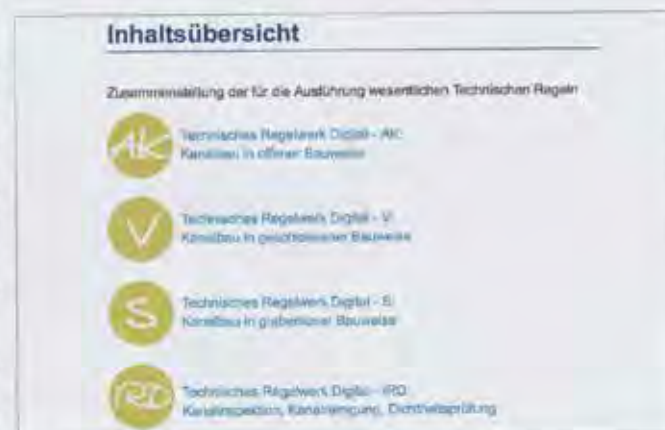 Inhaltsübersicht
Zusammenstellung der für die Ausführung wesentlichen Technischen Regeln
AK
Technisches Regelwerk Digital - AK:
Kanalbau in offener Bauweise
V
Technisches Regelwerk Digital - V:
Kanalbau in geschlossener Bauweise
S
Technisches Regelwerk Digital - S:
Kanalbau in grabenloser Bauweise
IRD
Technisches Regelwerk Digital - IRD:
Kanalinspektion, Kanalreinigung, Dichtheitsprüfung